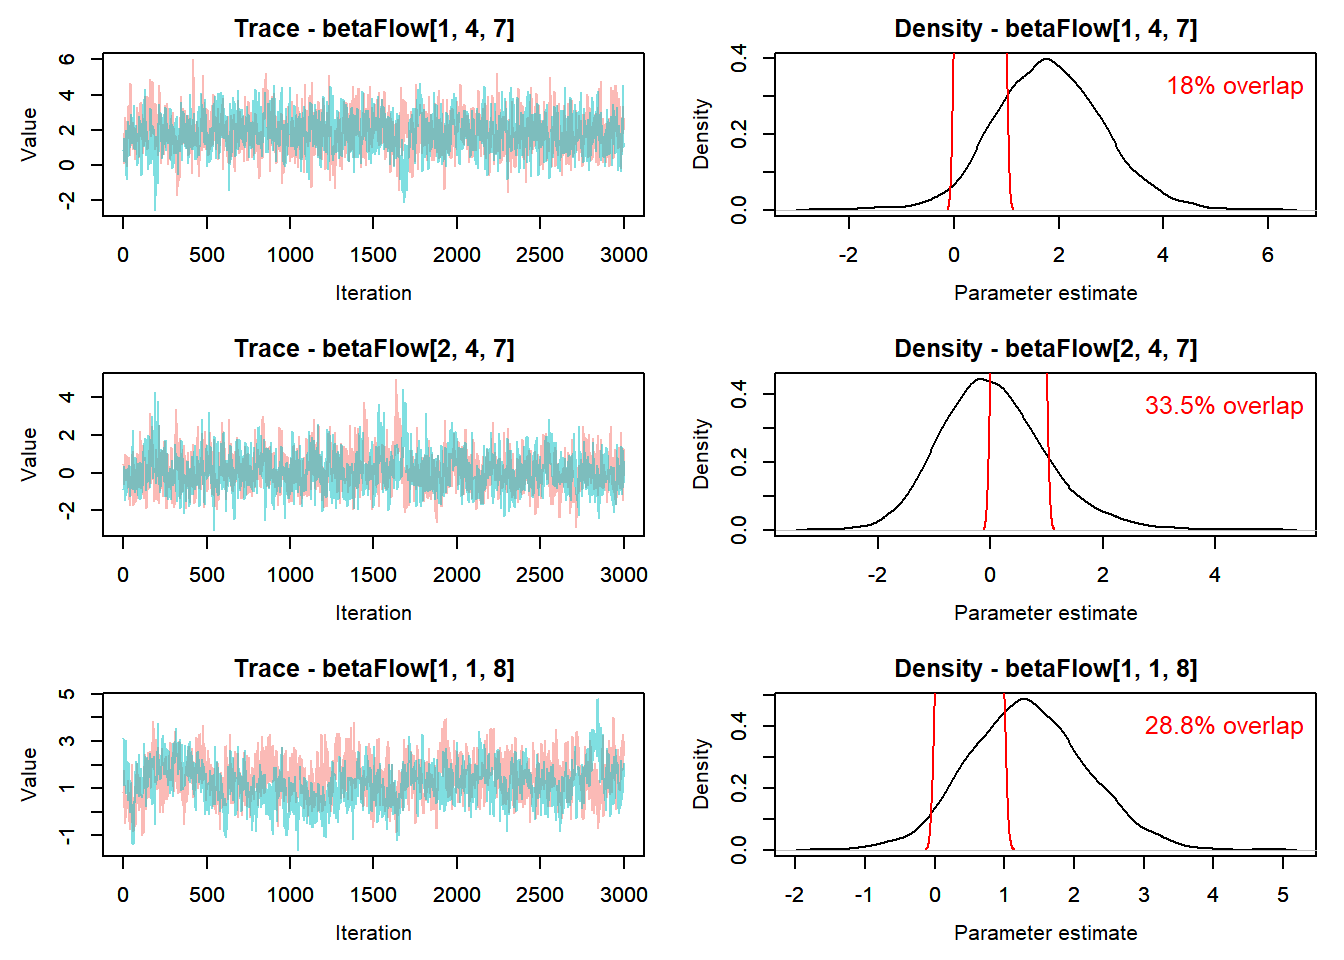 Trace - betaFlow[1, 4, 7]
Value
-2 0 2 4 6
0 500 1000 1500 2000 2500 3000
Iteration
Density - betaFlow[1, 4, 7]
18% overlap
Density
0.0 0.2 0.4
-2 0 2 4 6
Parameter estimate
Trace - betaFlow[2, 4, 7]
Value
-2 0 2 4
0 500 1000 1500 2000 2500 3000
Iteration
Density - betaFlow[2, 4, 7]
33.5% overlap
Density
0.0 0.2 0.4
-2 0 2 4
Parameter estimate
Trace - betaFlow[1, 1, 8]
Value
-1 1 3 5
0 500 1000 1500 2000 2500 3000
Iteration
Density - betaFlow[1, 1, 8]
28.8% overlap
Density
0.0 0.2 0.4
-2 -1 0 1 2 3 4 5
Parameter estimate